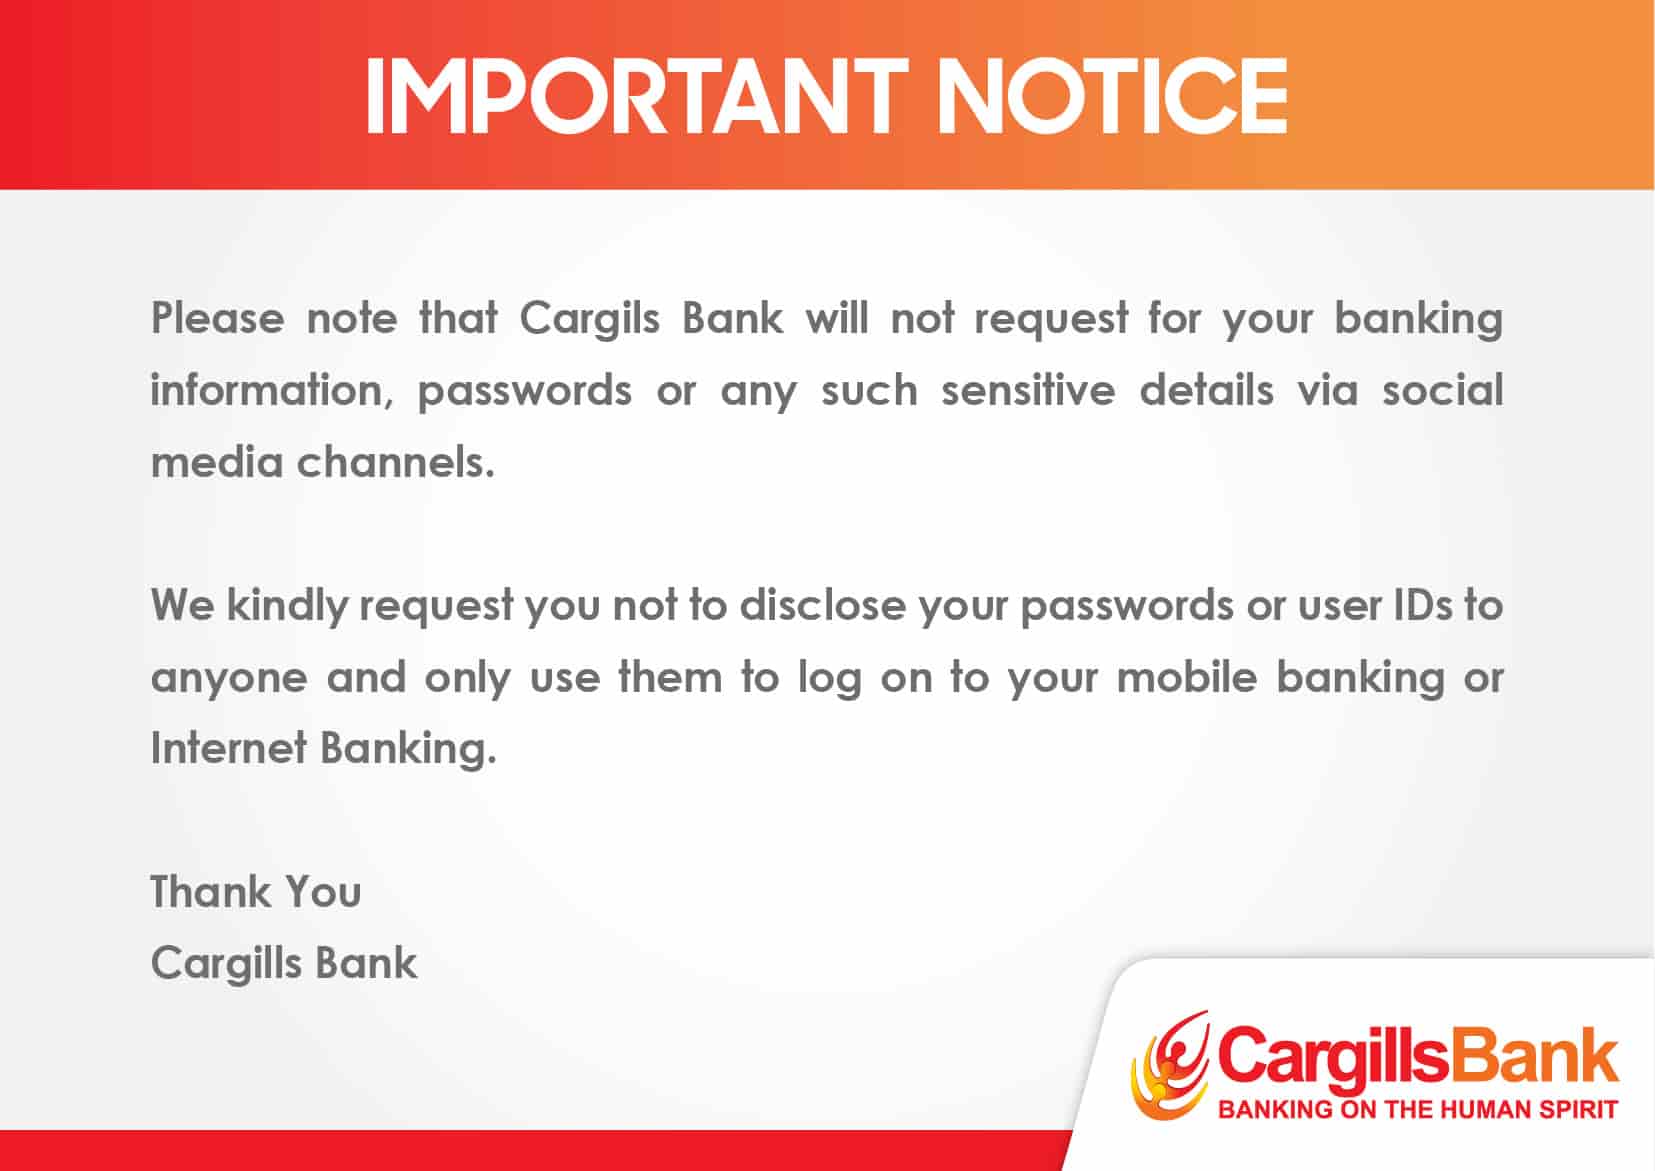 IMPORTANT NOTICE
Please note that Cargils Bank will not request for your banking
information, passwords or any such sensitive details via social
media channels.
We kindly request you not to disclose your passwords or user IDs to
anyone and only use them to log on to your mobile banking or
Internet Banking.
Thank You
Cargills Bank
CargillsBank
BANKING ON THE HUMAN SPIRIT